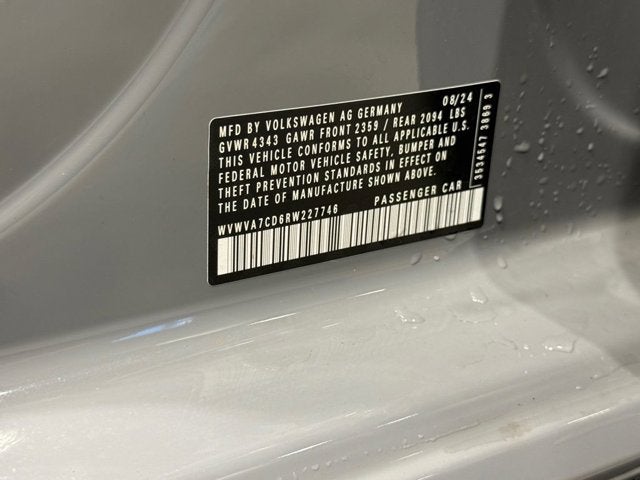 MFD BY VOLKSWAGEN AG GERMANY 08/24
GVWR 4343 GAWR FRONT 2359 / REAR 2094 LBS
THIS VEHICLE CONFORMS TO ALL APPLICABLE U.S.
FEDERAL MOTOR VEHICLE SAFETY, BUMPER AND
THEFT PREVENTION STANDARDS IN EFFECT ON
THE DATE OF MANUFACTURE SHOWN ABOVE.
WVWVA7CD6RW227746 PASSENGER CAR
3534547 3869 3